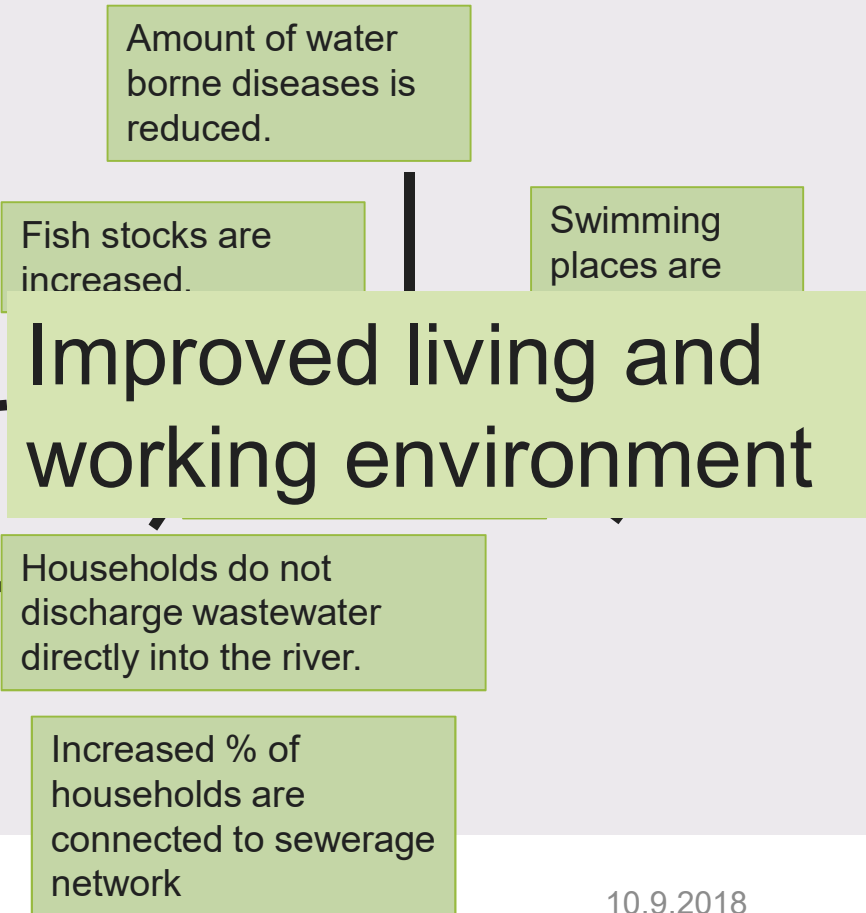 Amount of water
borne diseases is
reduced.
Fish stocks are
increased.
Swimming
places are
Improved living and
working environment
Households do not
discharge wastewater
directly into the river.
Increased % of
households are
connected to sewerage
network
10.9.2018